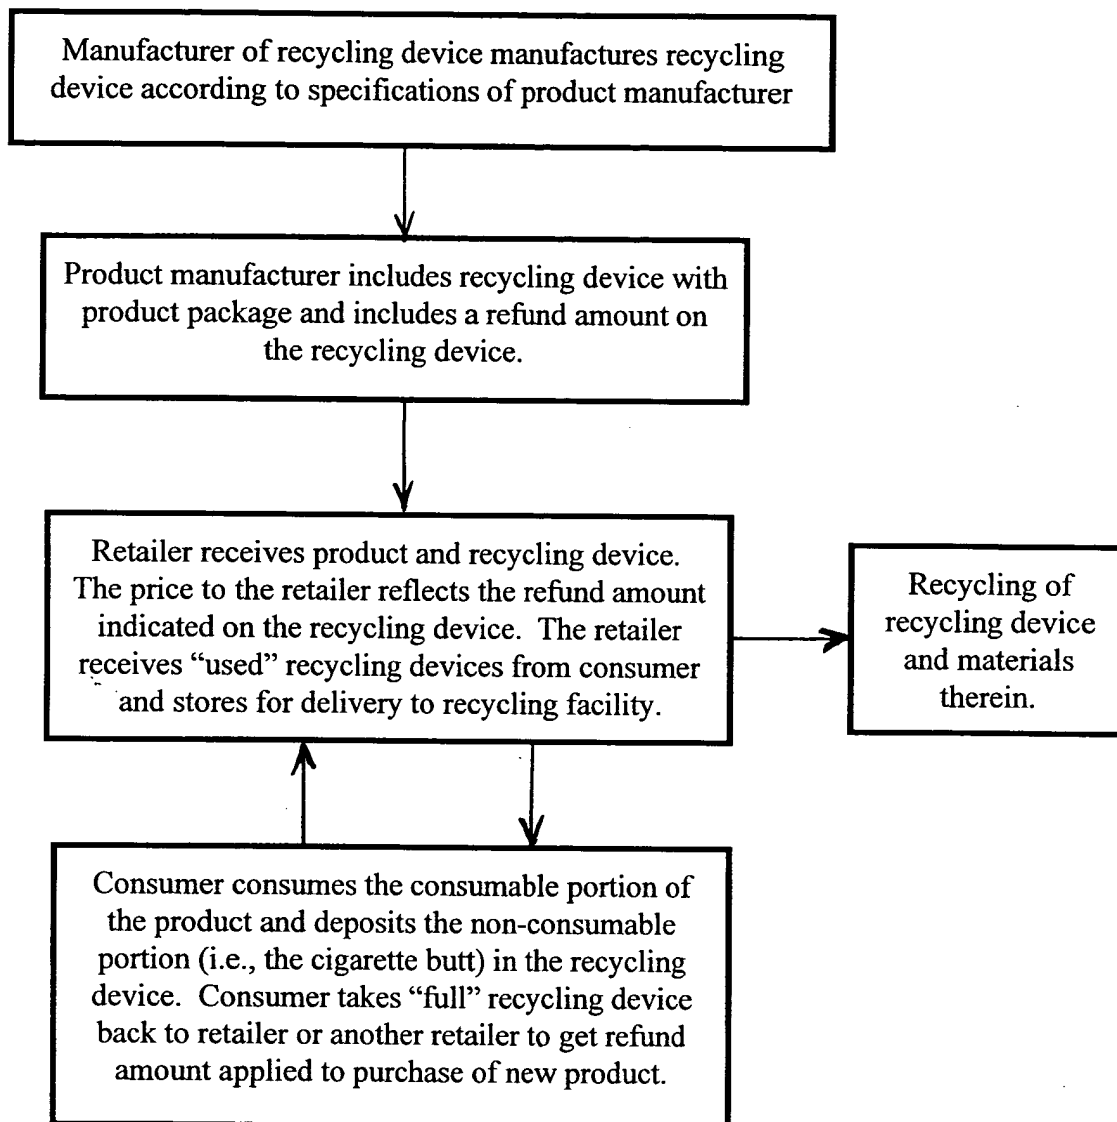 Manufacturer of recycling device manufactures recycling
device according to specifications of product manufacturer
Product manufacturer includes recycling device with
product package and includes a refund amount on
the recycling device.
Retailer receives product and recycling device.
The price to the retailer reflects the refund amount
indicated on the recycling device.  The retailer
receives “used” recycling devices from consumer
and stores for delivery to recycling facility.
Recycling of
recycling device
and materials
therein.
Consumer consumes the consumable portion of
the product and deposits the non-consumable
portion (i.e., the cigarette butt) in the recycling
device.  Consumer takes “full” recycling device
back to retailer or another retailer to get refund
amount applied to purchase of new product.